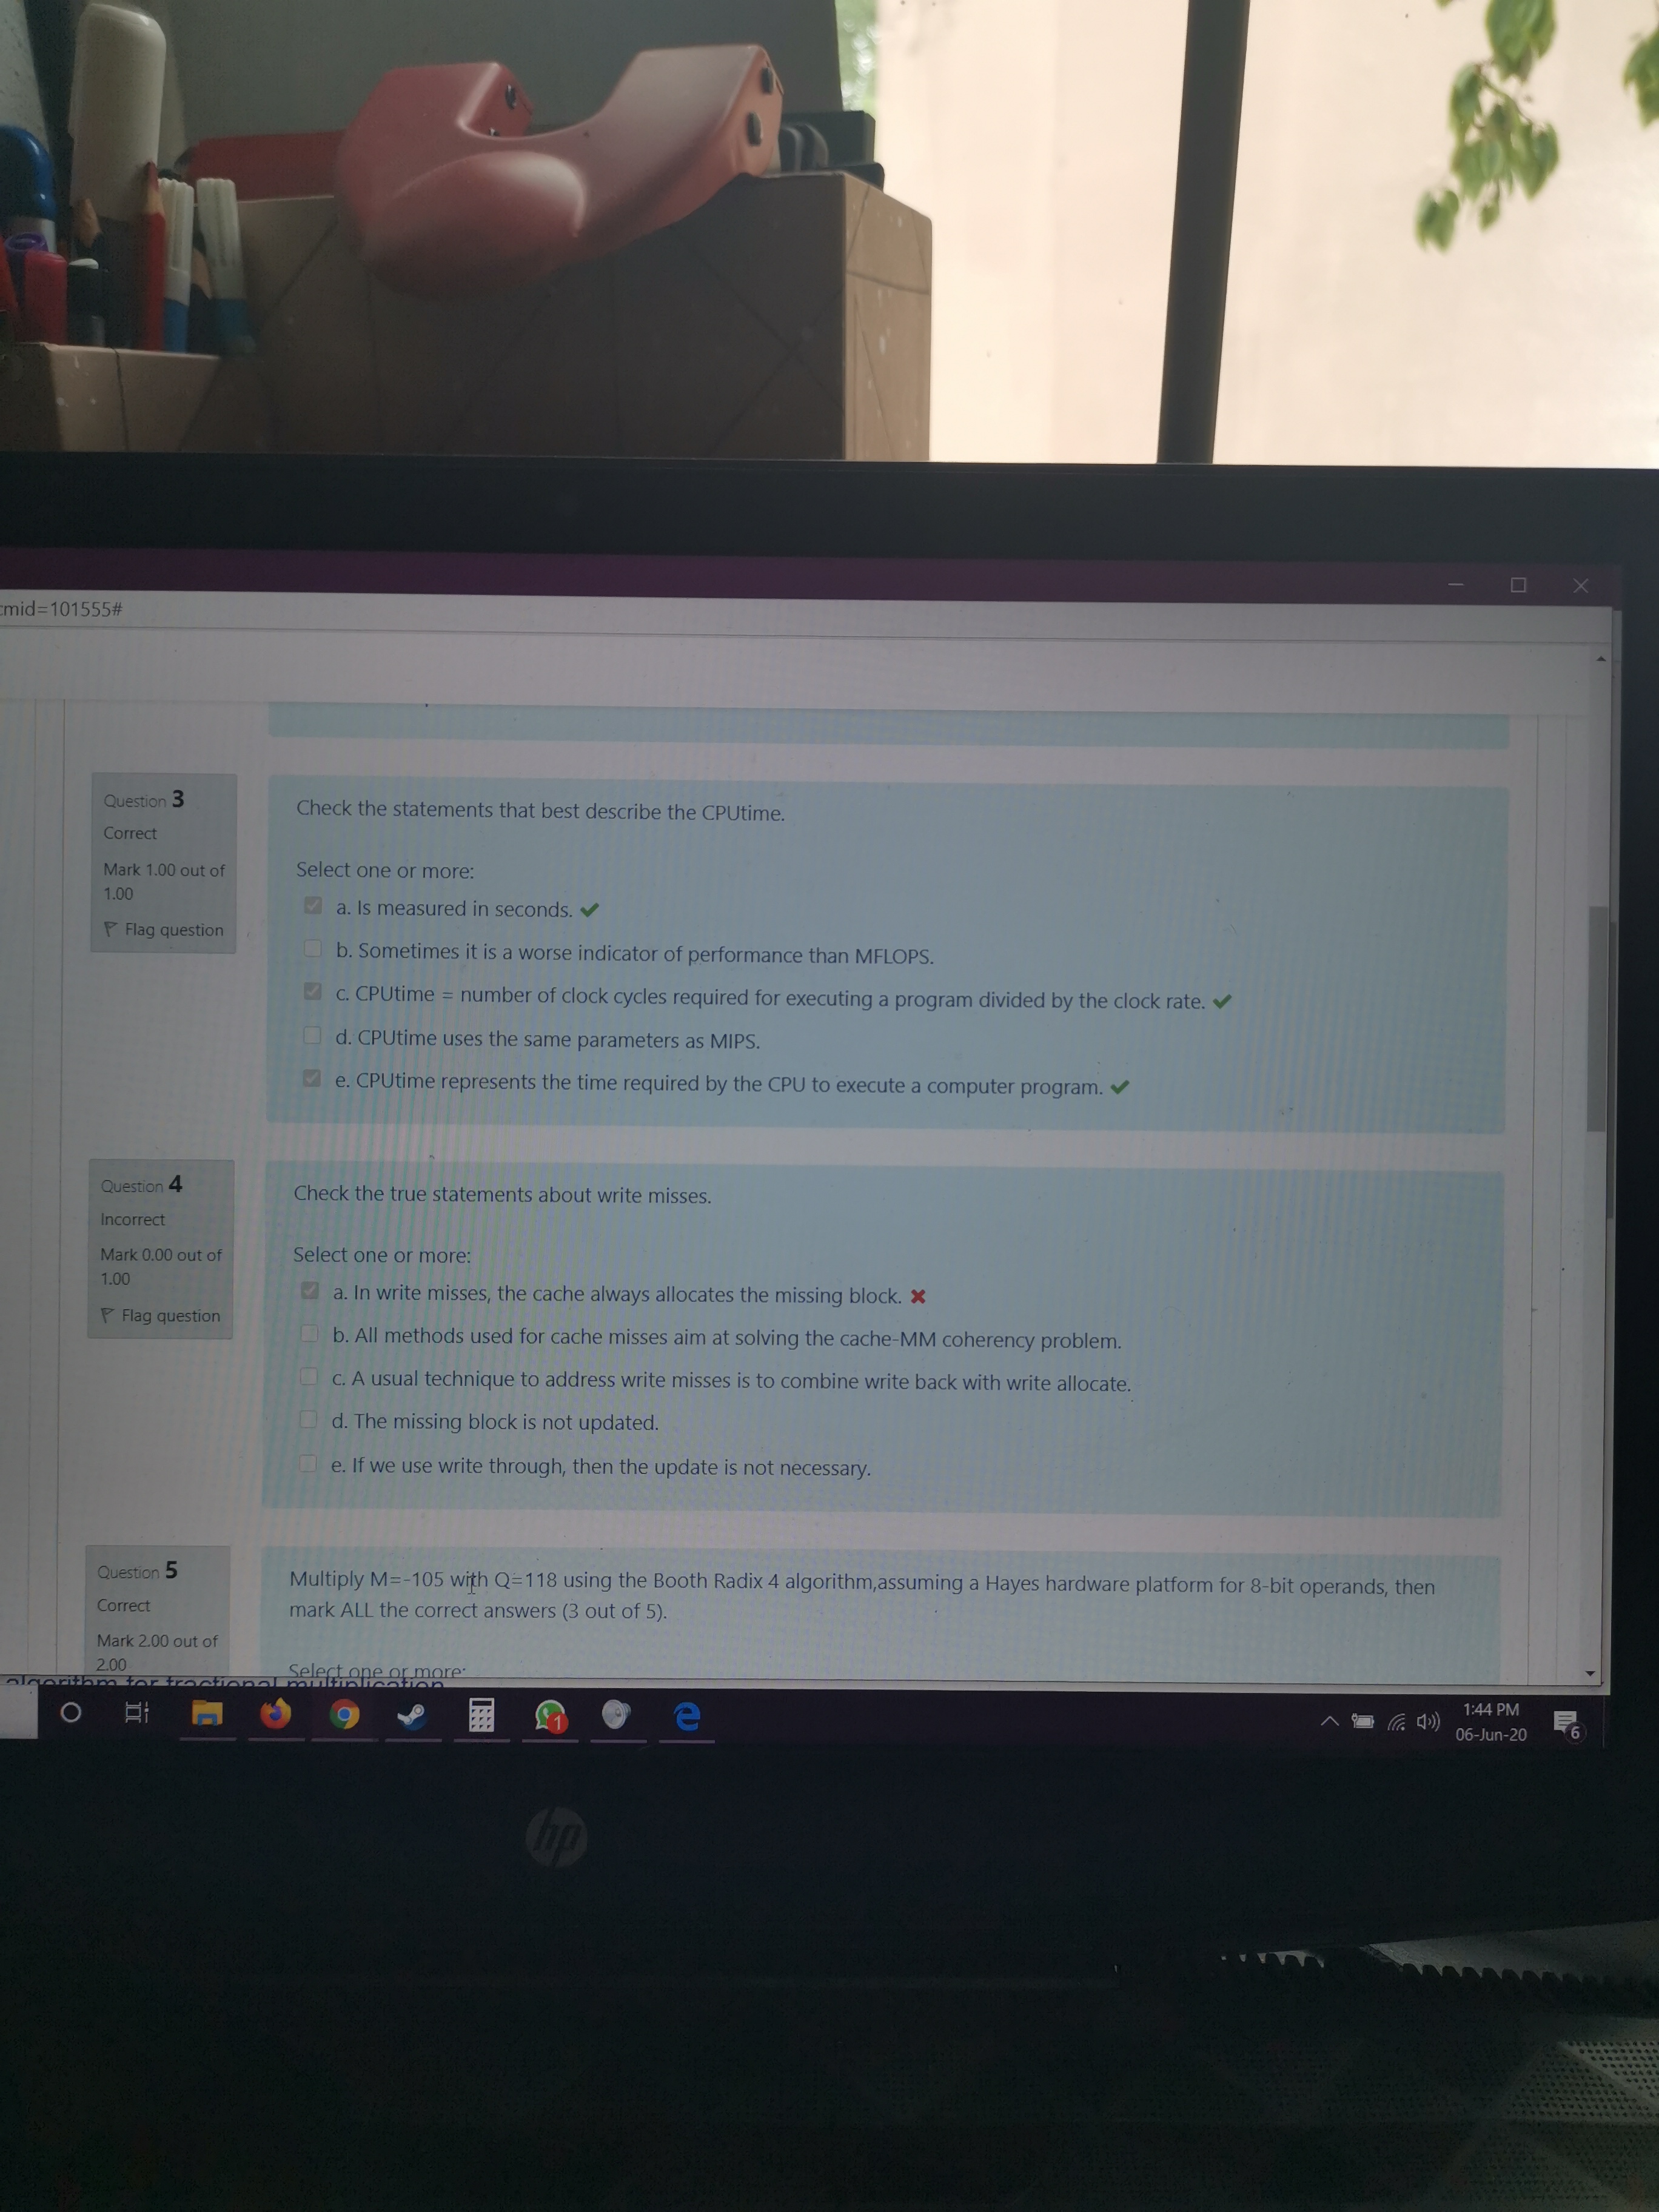 cmid=101555#
Question 3
Correct
Mark 1.00 out of
1.00
Flag question
Check the statements that best describe the CPUtime.
Select one or more:
a. Is measured in seconds.
b. Sometimes it is a worse indicator of performance than MFLOPS.
c. CPUtime = number of clock cycles required for executing a program divided by the clock rate.
d. CPUtime uses the same parameters as MIPS.
e. CPUtime represents the time required by the CPU to execute a computer program.
Question 4
Incorrect
Mark 0.00 out of
1.00
Flag question
Check the true statements about write misses.
Select one or more:
a. In write misses, the cache always allocates the missing block.
b. All methods used for cache misses aim at solving the cache-MM coherency problem.
c. A usual technique to address write misses is to combine write back with write allocate.
d. The missing block is not updated.
e. If we use write through, then the update is not necessary.
Question 5
Correct
Mark 2.00 out of
2.00
Multiply M=-105 with Q=118 using the Booth Radix 4 algorithm,assuming a Hayes hardware platform for 8-bit operands, then
mark ALL the correct answers (3 out of 5).
Select one or more:
algorithm for fractional multiplication
1
1:44 PM
06-Jun-20
6
hp